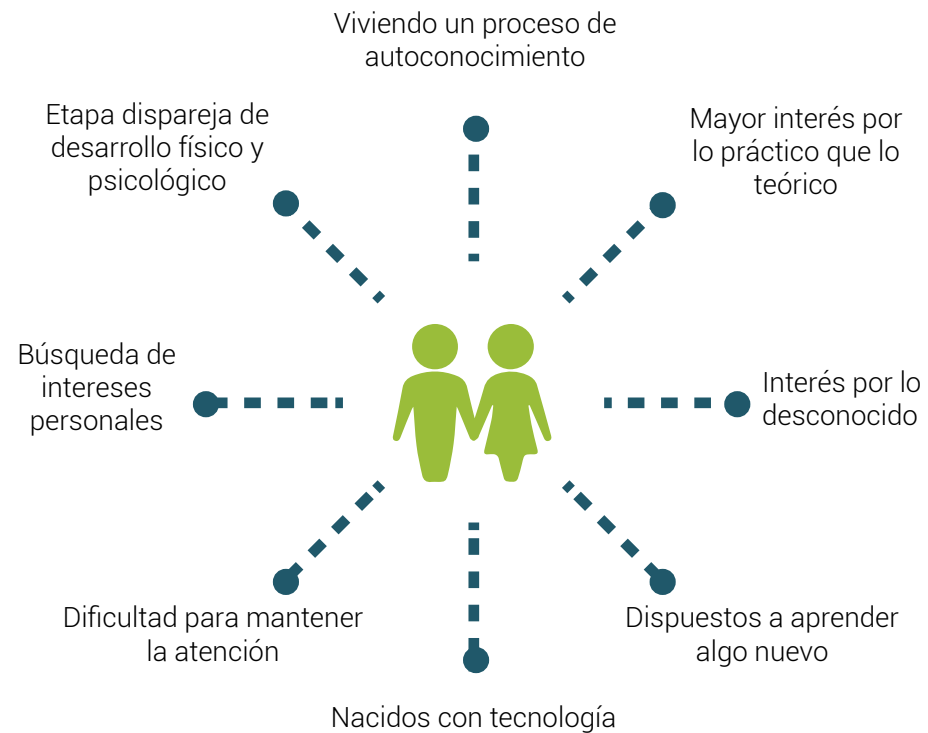 Viviendo un proceso de
autoconocimiento
Etapa dispareja de
desarrollo físico y
psicológico
Mayor interés por
lo práctico que lo
teórico
Búsqueda de
intereses
personales
Interés por lo
desconocido
Dificultad para mantener
la atención
Dispuestos a aprender
algo nuevo
Nacidos con tecnología